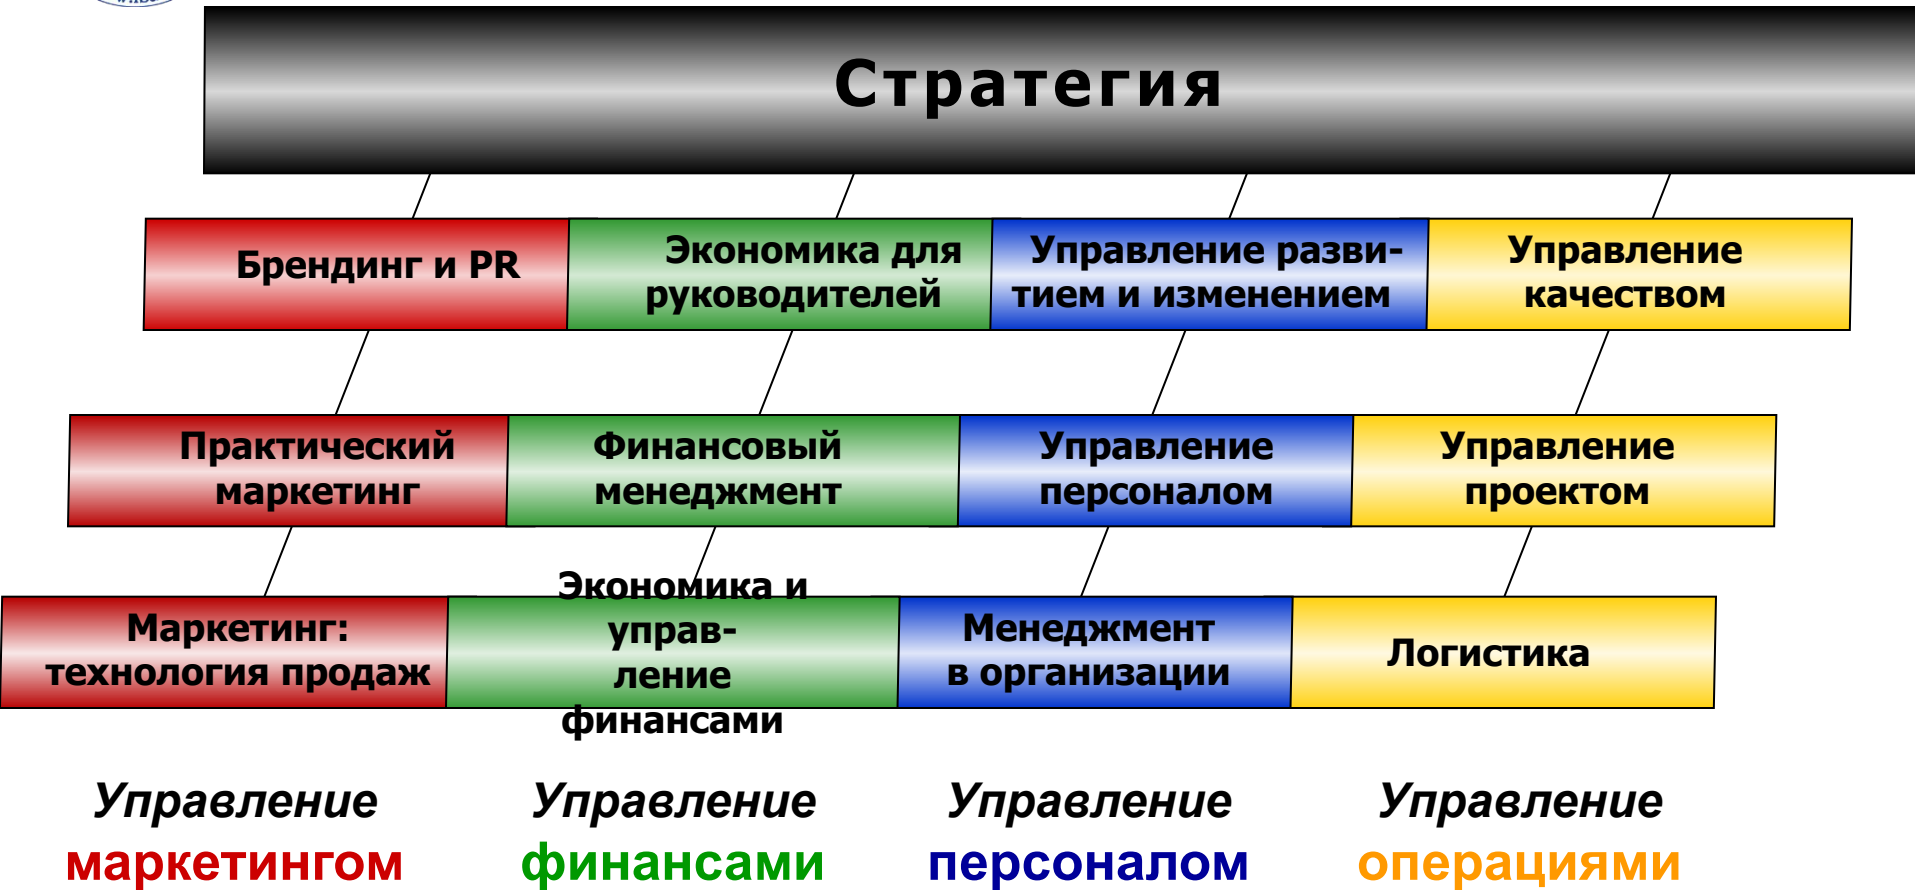 Стратегия
Брендинг и PR
Экономика для
руководителей
Управление разви-
тием и изменением
Управление
качеством
Практический
маркетинг
Финансовый
менеджмент
Управление
персоналом
Управление
проектом
Маркетинг:
технология продаж
Экономика и
управ-
ление
финансами
Менеджмент
в организации
Логистика
Управление
маркетингом
Управление
финансами
Управление
персоналом
Управление
операциями